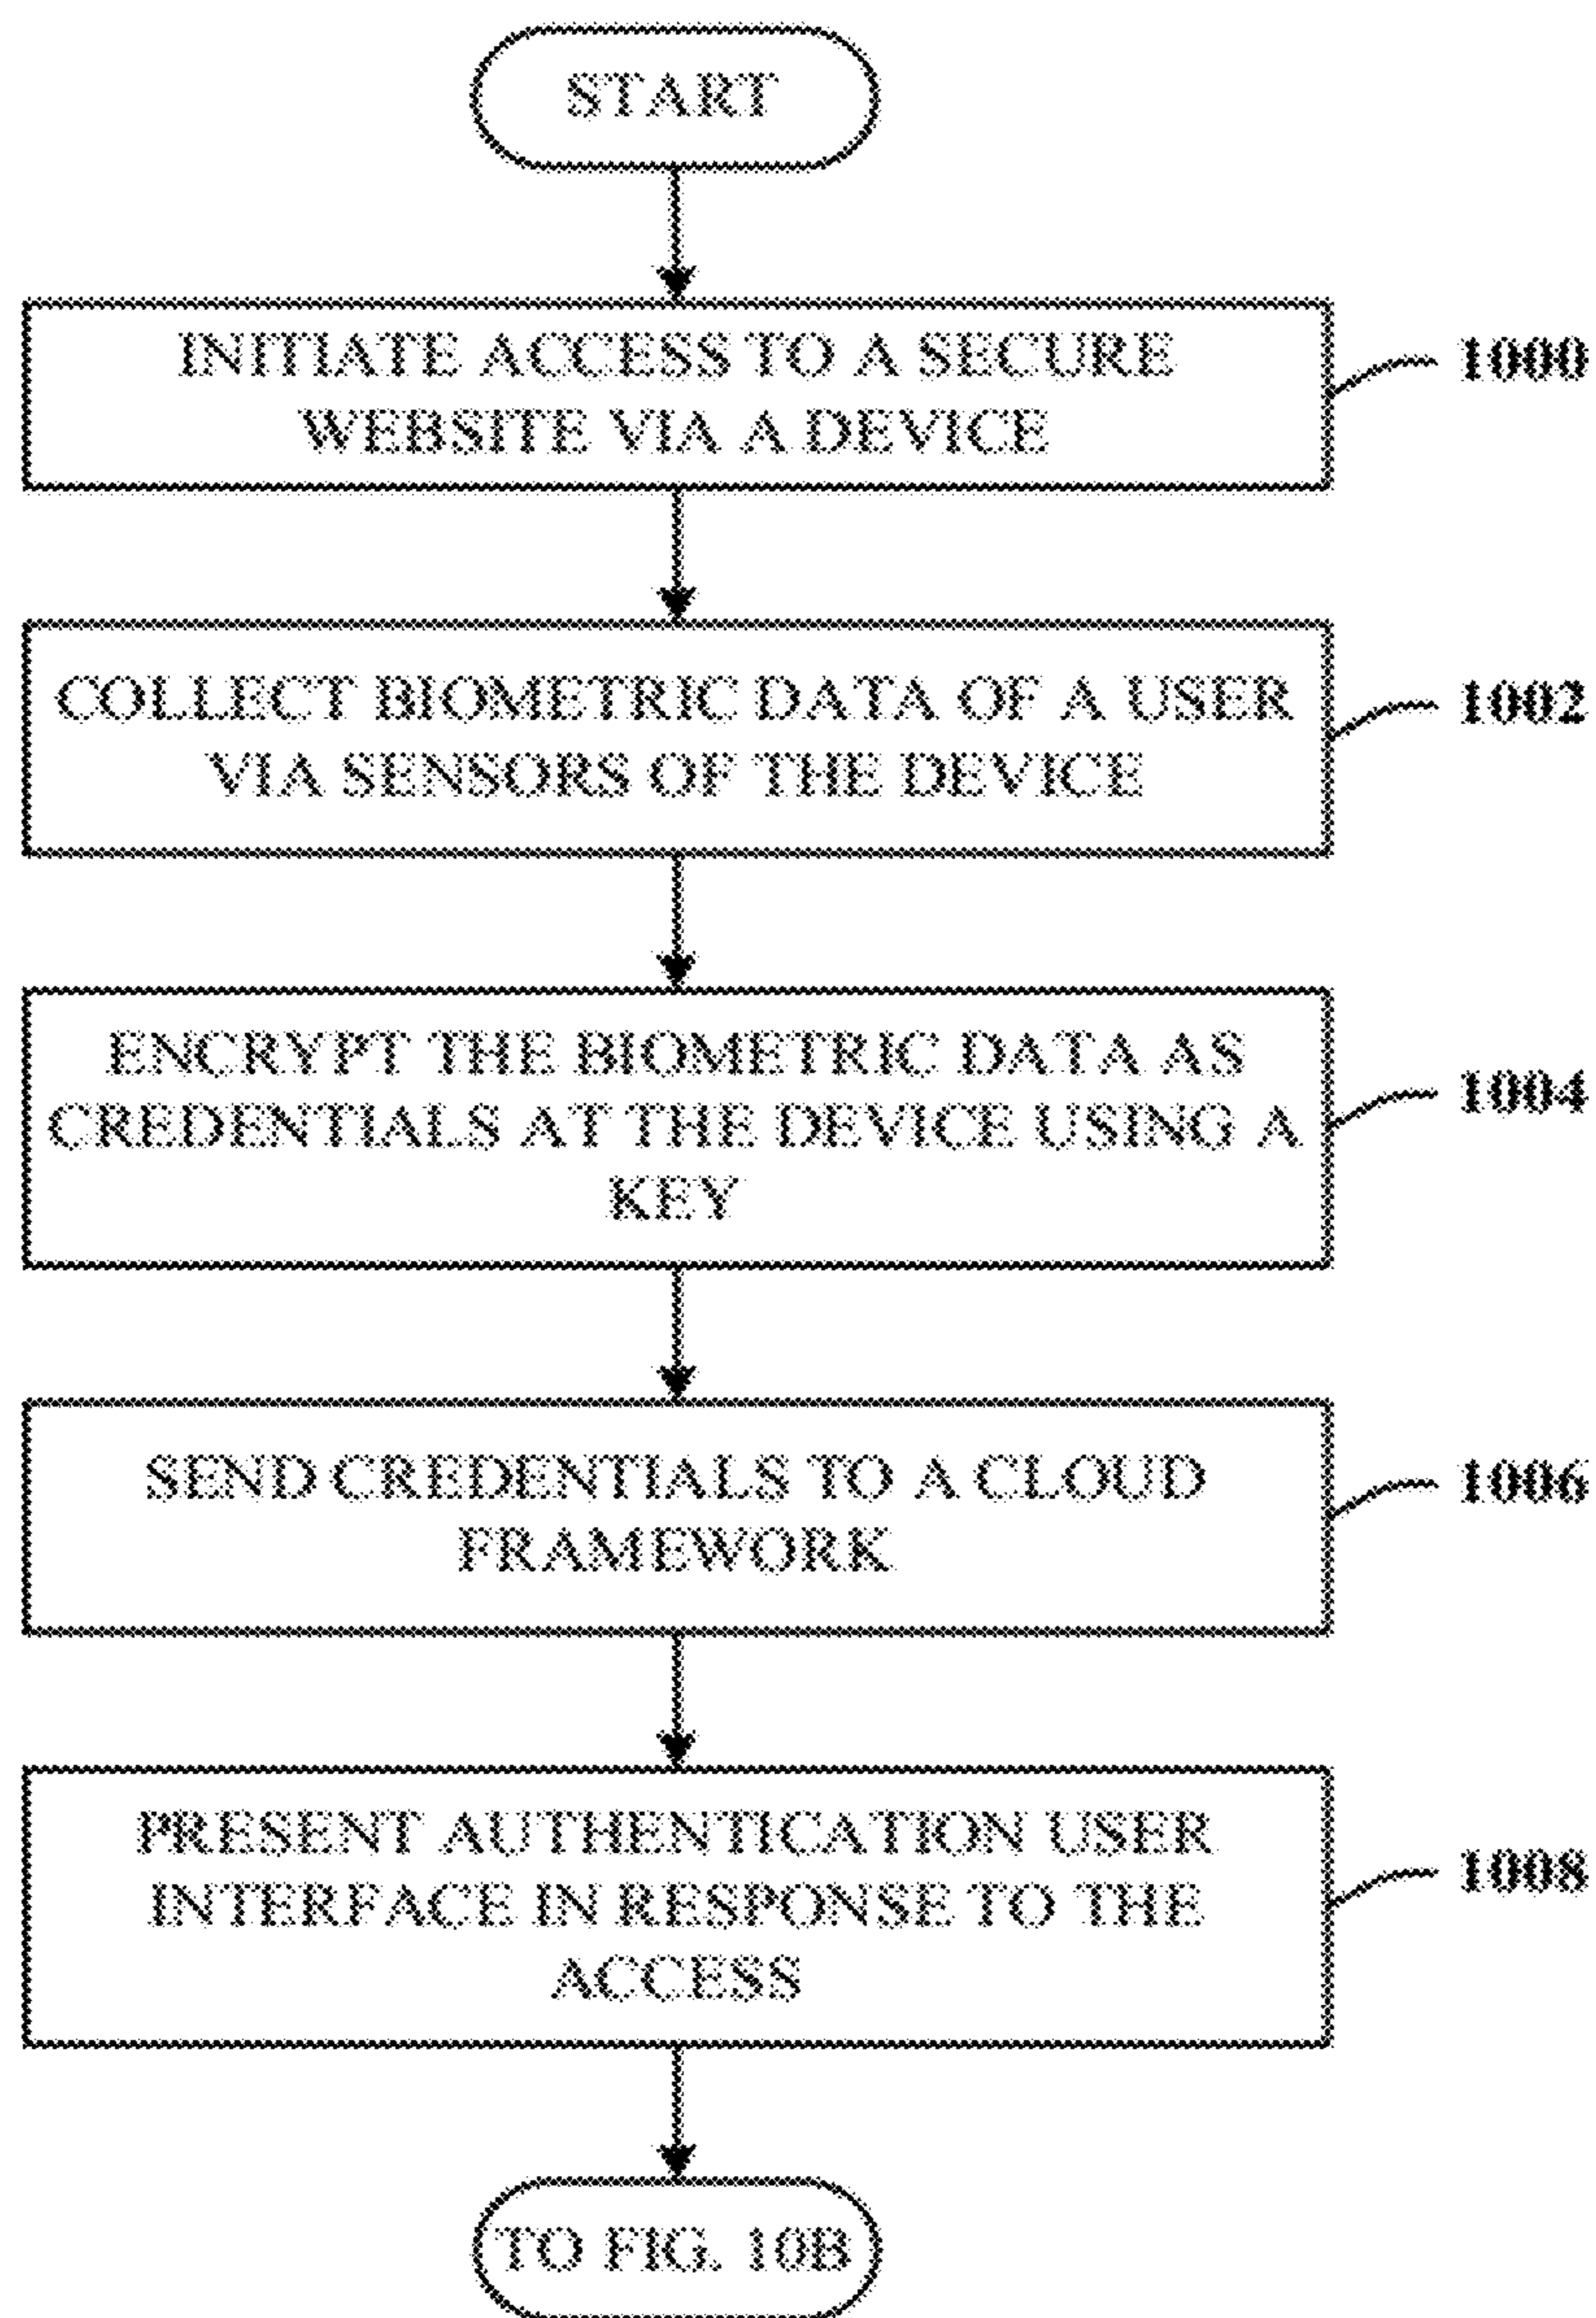 START
INITIATE ACCESS TO A SECURE
WEBSITE VIA A DEVICE
1000
COLLECT BIOMETRIC DATA OF A USER
VIA SENSORS OF THE DEVICE
1002
ENCRYPT THE BIOMETRIC DATA AS
CREDENTIALS AT THE DEVICE USING A
KEY
1004
SEND CREDENTIALS TO A CLOUD
FRAMEWORK
1006
PRESENT AUTHENTICATION USER
INTERFACE IN RESPONSE TO THE
ACCESS
1008
TO FIG. 10B